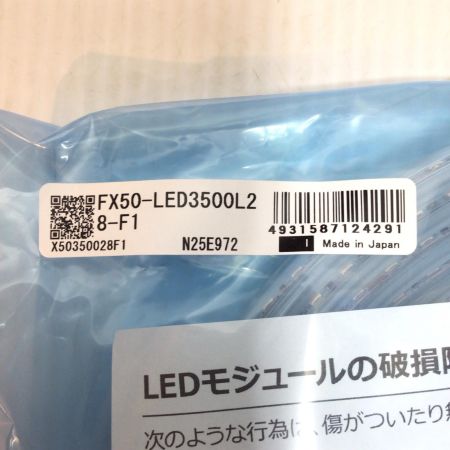 FX50-LED3500L2
8-F1
X50350028F1
N25E972
4931587124291
I Made in Japan
LEDモジュールの破損
次のような行為は、傷がついたり